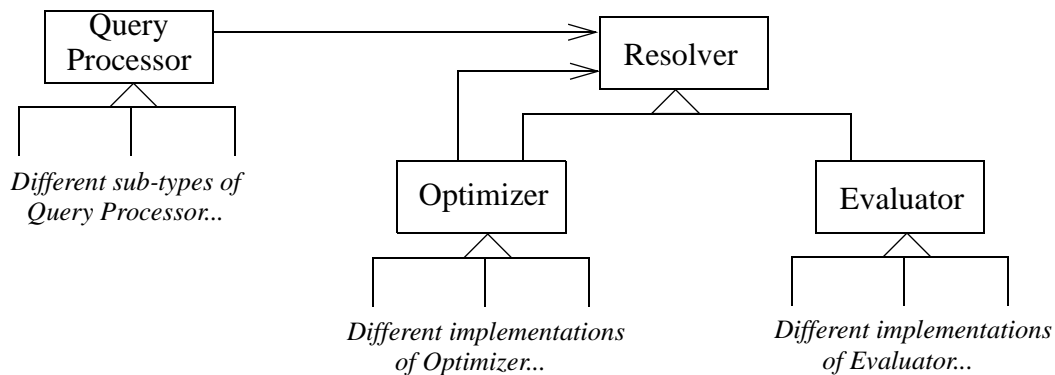 Query
Processor
Resolver
Different sub-types of
Query Processor...
Optimizer
Evaluator
Different implementations
of Optimizer...
Different implementations
of Evaluator...